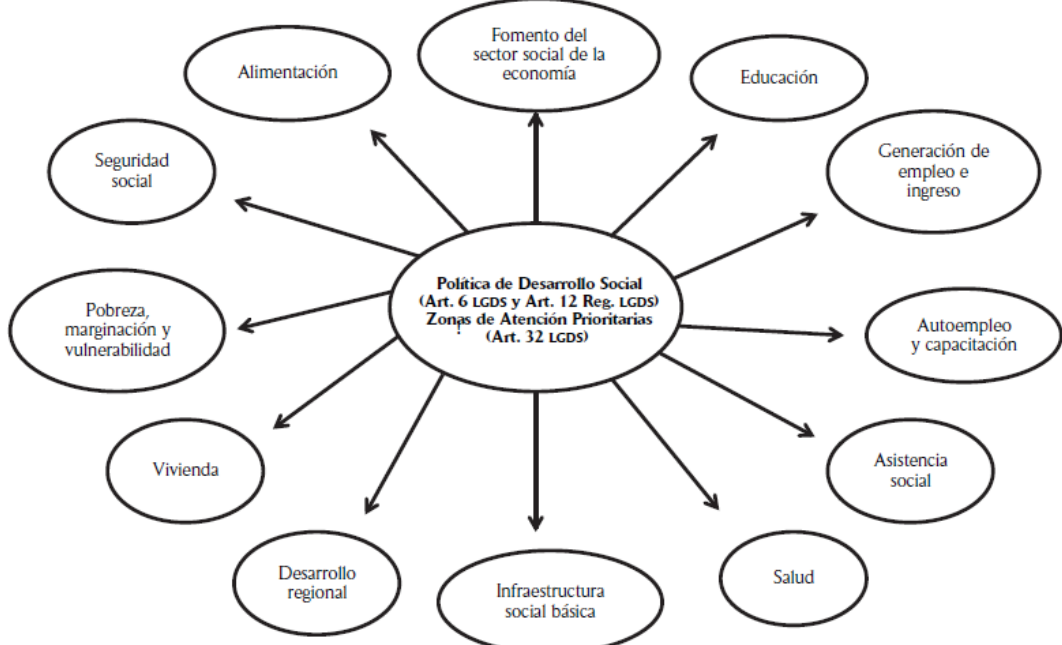 Fomento del
sector social de la
economía
Alimentación
Educación
Seguridad
social
Generación de
empleo e
ingreso
Política de Desarrollo Social
(Art. 6 LGDS y Art. 12 Reg. LGDS)
Zonas de Atención Prioritarias
(Art. 32 LGDS)
Pobreza,
marginación y
vulnerabilidad
Autoempleo
y capacitación
Vivienda
Asistencia
social
Desarrollo
regional
Infraestructura
social básica
Salud